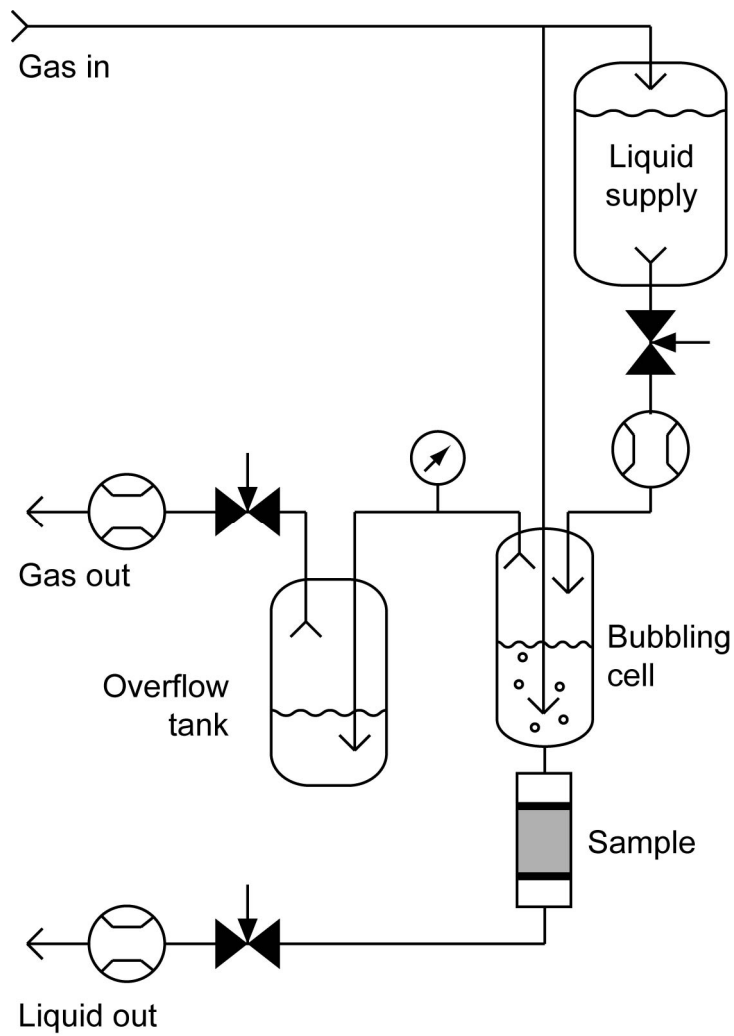 Gas in
Liquid
supply
Gas out
Bubbling
cell
Overflow
tank
Sample
Liquid out